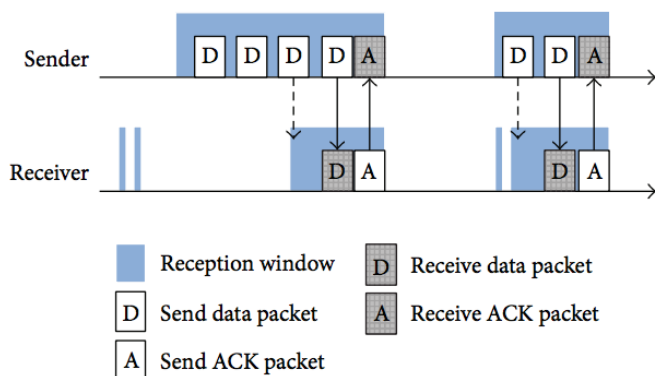 Sender D D D D A D D A
Receiver D A D A
Reception window D Receive data packet
D Send data packet A Receive ACK packet
A Send ACK packet